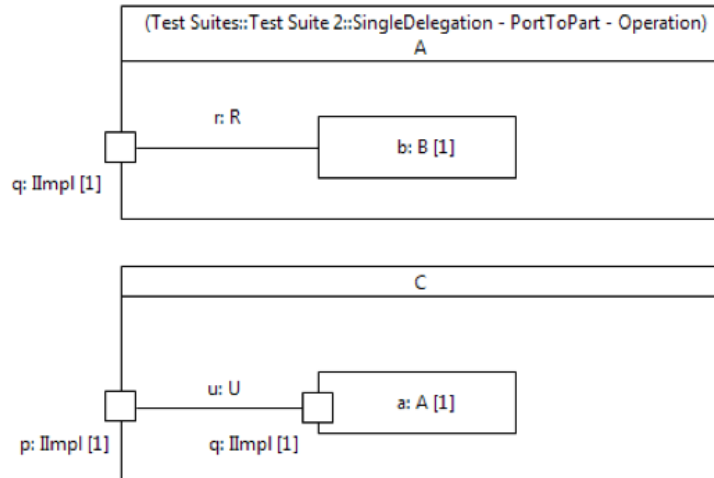 (Test Suites::Test Suite 2::SingleDelegation - PortToPart - Operation)
A
r: R
b: B [1]
q: IImpl [1]
C
u: U
a: A [1]
p: IImpl [1]
q: IImpl [1]